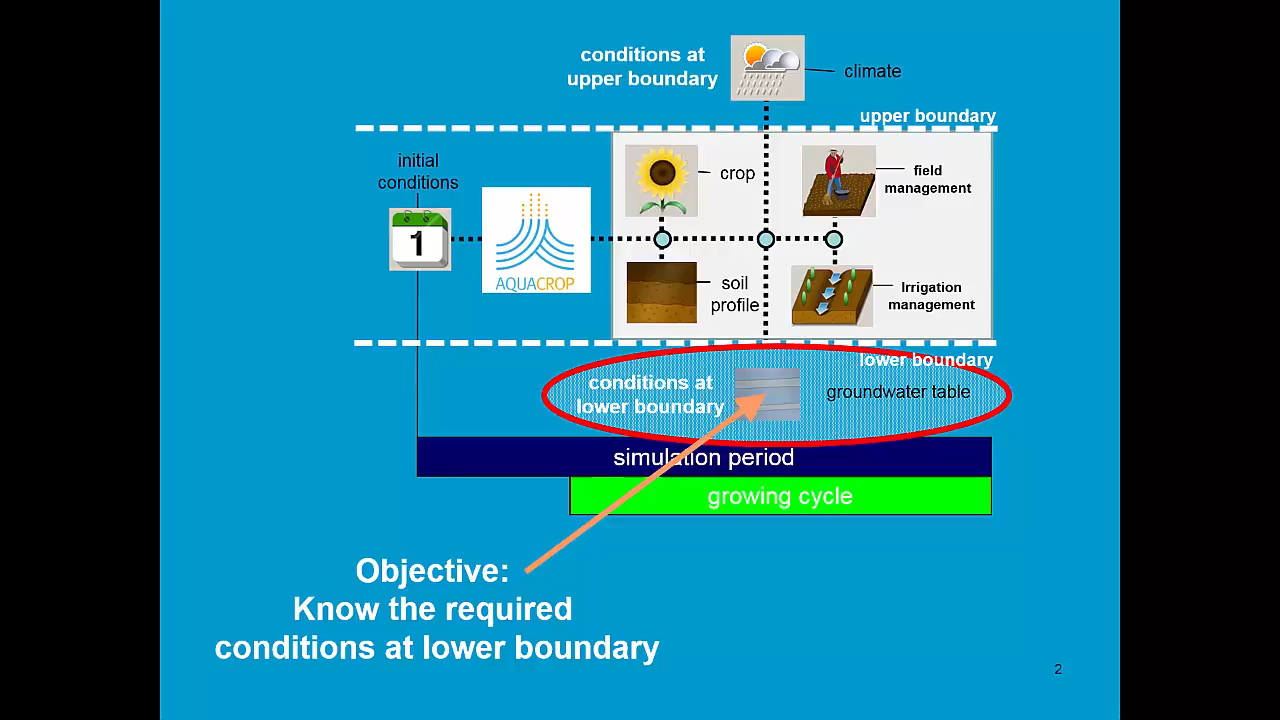 conditions at
upper boundary
climate
upper boundary
initial
conditions
1
AQUACROP
crop
field
management
soil
profile
Irrigation
management
lower boundary
conditions at
lower boundary
groundwater table
simulation period
growing cycle
Objective:
Know the required
conditions at lower boundary
2